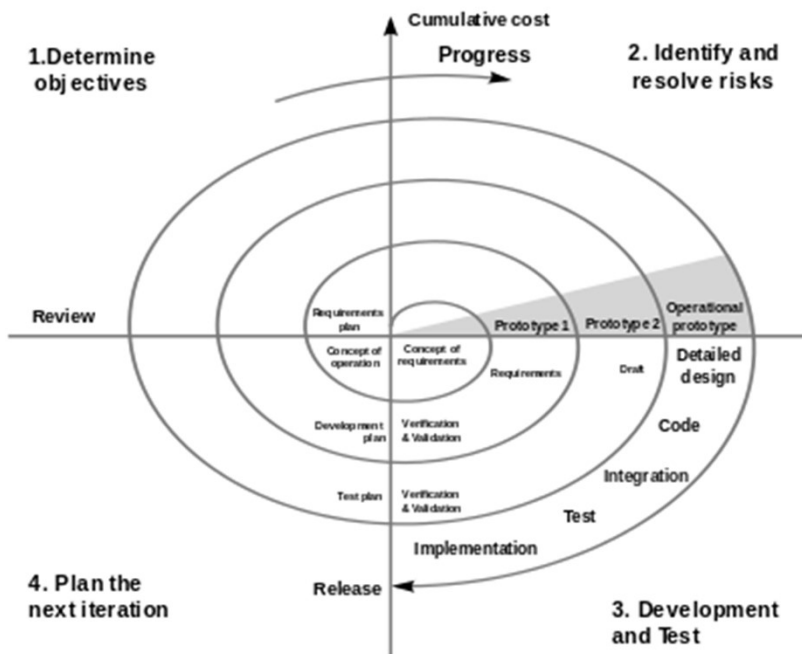 Cumulative cost
Progress
1.Determine
objectives
2. Identify and
resolve risks
Review
Requirements
plan
Prototype 1
Prototype 2
Operational
prototype
Concept of
operation
Concept of
requirements
Requirements
Draft
Detailed
design
Code
Integration
Test
Implementation
Development
plan
Verification
& Validation
Test plan
Verification
& Validation
Release
4. Plan the
next iteration
3. Development
and Test